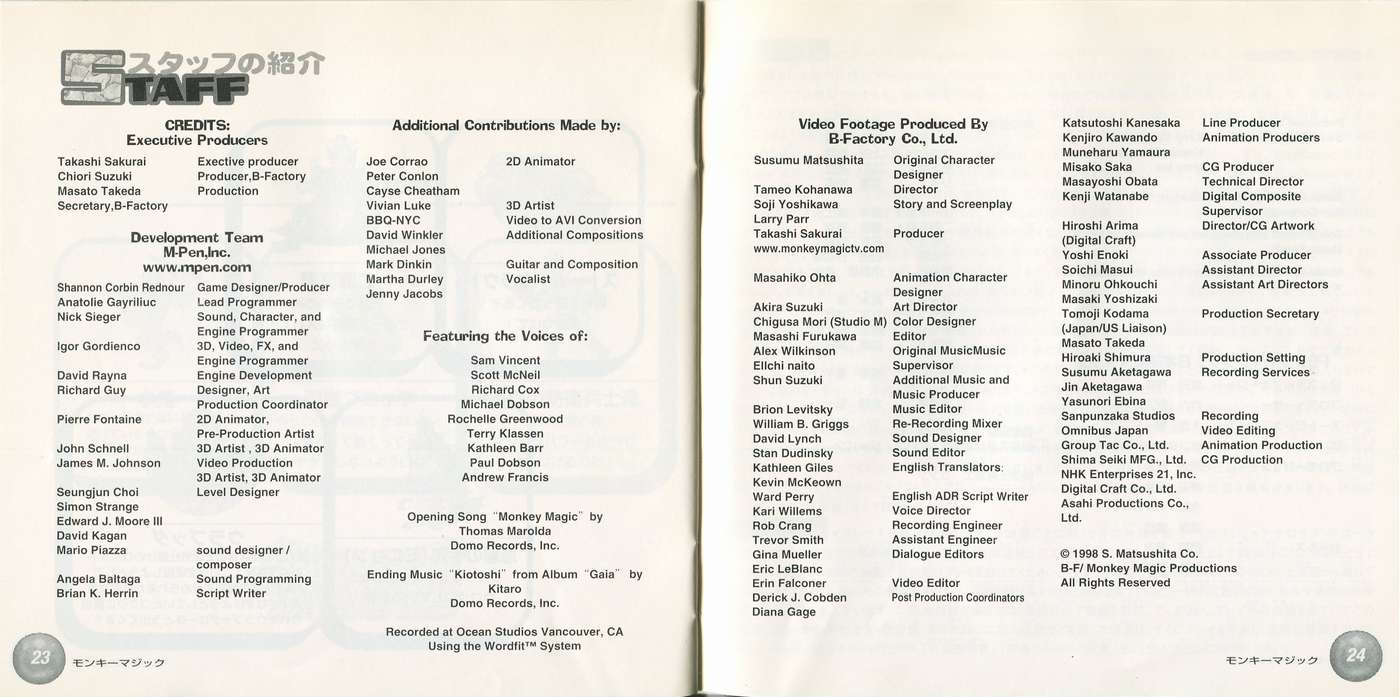 スタッフの紹介
STAFF
CREDITS:
Executive Producers
Takashi Sakurai Exective producer
Chiori Suzuki Producer,B-Factory
Masato Takeda Production
Secretary,B-Factory
Development Team
M-Pen,Inc.
www.mpen.com
Shannon Corbin Rednour Game Designer/Producer
Anatolie Gayriliuc Lead Programmer
Nick Sieger Sound, Character, and
Engine Programmer
Igor Gordienco 3D, Video, FX, and
Engine Programmer
David Rayna Engine Development
Richard Guy Designer, Art
Production Coordinator
Pierre Fontaine 2D Animator,
Pre-Production Artist
John Schnell 3D Artist , 3D Animator
James M. Johnson Video Production
3D Artist, 3D Animator
Seungjun Choi Level Designer
Simon Strange
Edward J. Moore III
David Kagan
Mario Piazza sound designer /
composer
Angela Baltaga Sound Programming
Brian K. Herrin Script Writer
23 モンキーマジック
Additional Contributions Made by:
Joe Corrao 2D Animator
Peter Conlon
Cayse Cheatham
Vivian Luke 3D Artist
BBQ-NYC Video to AVI Conversion
David Winkler Additional Compositions
Michael Jones
Mark Dinkin Guitar and Composition
Martha Durley Vocalist
Jenny Jacobs
Featuring the Voices of:
Sam Vincent
Scott McNeil
Richard Cox
Michael Dobson
Rochelle Greenwood
Terry Klassen
Kathleen Barr
Paul Dobson
Andrew Francis
Opening Song ¨Monkey Magic¨ by
Thomas Marolda
Domo Records, Inc.
Ending Music ¨Kiotoshi¨ from Album ¨Gaia¨ by
Kitaro
Domo Records, Inc.
Recorded at Ocean Studios Vancouver, CA
Using the Wordfit™ System
Video Footage Produced By
B-Factory Co., Ltd.
Susumu Matsushita Original Character
Designer
Tameo Kohanawa Director
Soji Yoshikawa Story and Screenplay
Larry Parr
Takashi Sakurai Producer
www.monkeymagictv.com
Masahiko Ohta Animation Character
Designer
Akira Suzuki Art Director
Chigusa Mori (Studio M) Color Designer
Masashi Furukawa Editor
Alex Wilkinson Original MusicMusic
EIIchi naito Supervisor
Shun Suzuki Additional Music and
Music Producer
Brion Levitsky Music Editor
William B. Griggs Re-Recording Mixer
David Lynch Sound Designer
Stan Dudinsky Sound Editor
Kathleen Giles English Translators:
Kevin McKeown
Ward Perry English ADR Script Writer
Kari Willems Voice Director
Rob Crang Recording Engineer
Trevor Smith Assistant Engineer
Gina Mueller Dialogue Editors
Eric LeBlanc
Erin Falconer Video Editor
Derick J. Cobden Post Production Coordinators
Diana Gage
Katsutoshi Kanesaka Line Producer
Kenjiro Kawando Animation Producers
Muneharu Yamaura
Misako Saka CG Producer
Masayoshi Obata Technical Director
Kenji Watanabe Digital Composite
Supervisor
Hiroshi Arima Director/CG Artwork
(Digital Craft)
Yoshi Enoki Associate Producer
Soichi Masui Assistant Director
Minoru Ohkouchi Assistant Art Directors
Masaki Yoshizaki
Tomoji Kodama Production Secretary
(Japan/US Liaison)
Masato Takeda
Hiroaki Shimura Production Setting
Susumu Aketagawa Recording Services
Jin Aketagawa
Yasunori Ebina
Sanpunzaka Studios Recording
Omnibus Japan Video Editing
Group Tac Co., Ltd. Animation Production
Shima Seiki MFG., Ltd. CG Production
NHK Enterprises 21, Inc.
Digital Craft Co., Ltd.
Asahi Productions Co.,
Ltd.
© 1998 S. Matsushita Co.
B-F/ Monkey Magic Productions
All Rights Reserved
モンキーマジック 24